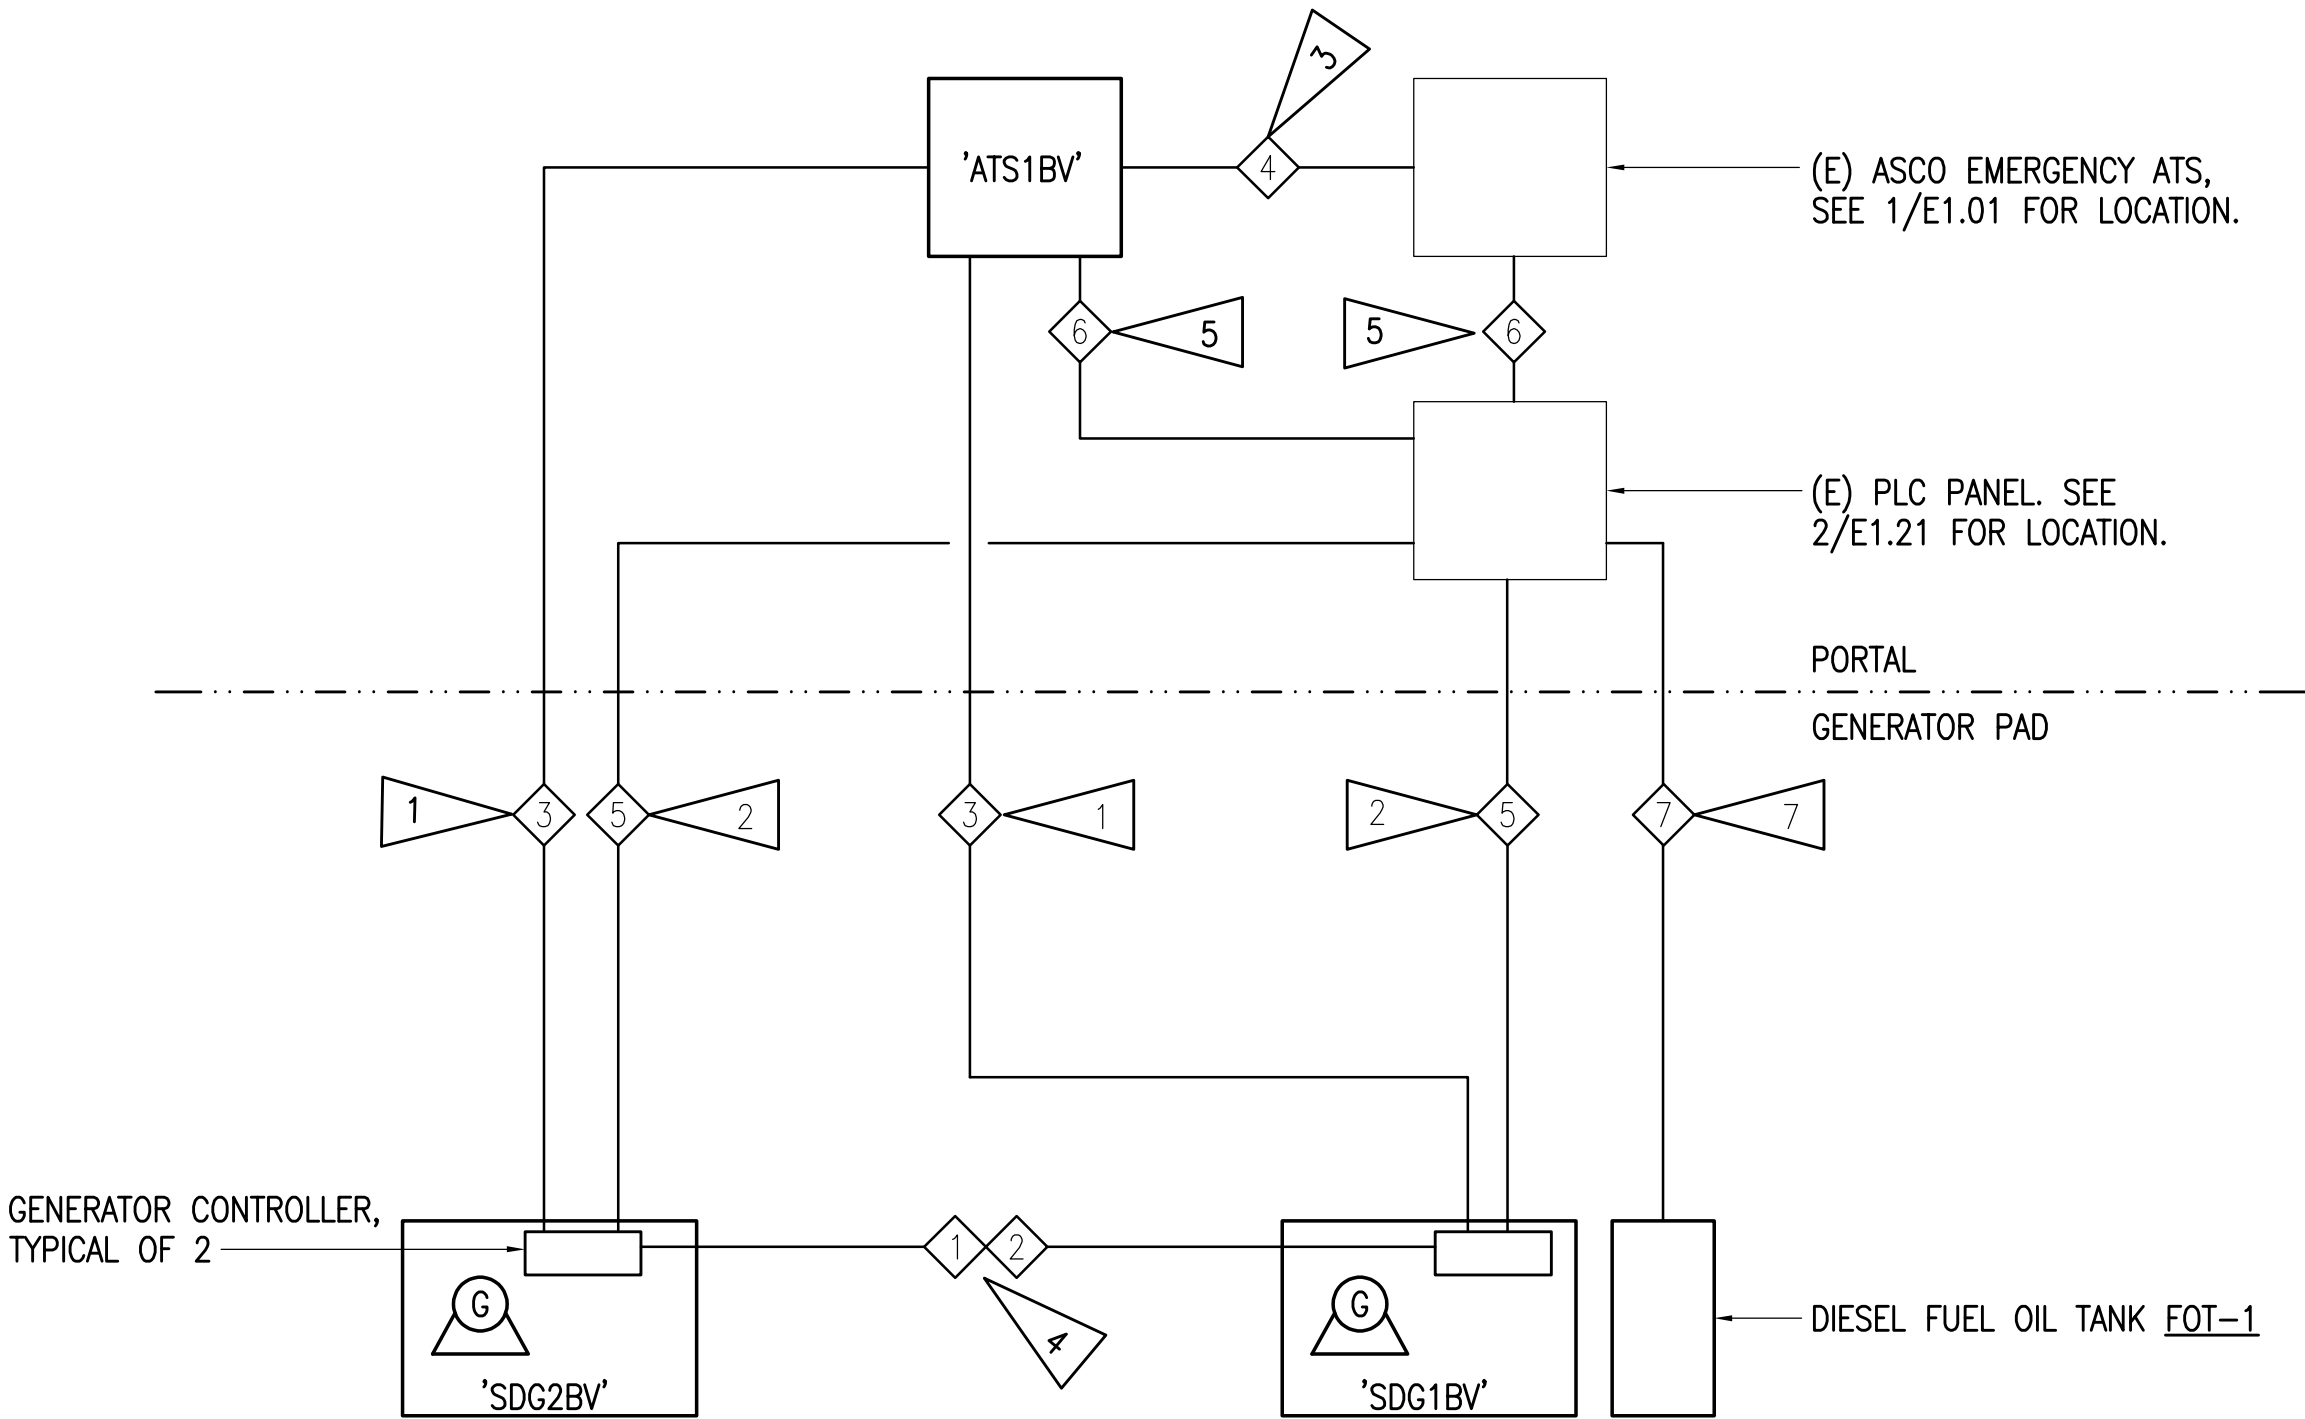 3
'ATS1BV'
4
(E) ASCO EMERGENCY ATS,
SEE 1/E1.01 FOR LOCATION.
6
5
5
6
(E) PLC PANEL. SEE
2/E1.21 FOR LOCATION.
PORTAL
GENERATOR PAD
1
3
5
2
3
1
2
5
7
7
GENERATOR CONTROLLER,
TYPICAL OF 2
1
2
4
G
'SDG2BV'
G
'SDG1BV'
DIESEL FUEL OIL TANK FOT-1